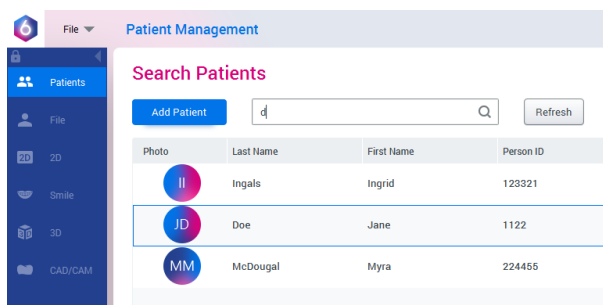 6 File Patient Management
Patients
File
2D 2D
Smile
3D
CAD/CAM
Search Patients
Add Patient d Refresh
Photo Last Name First Name Person ID
II Ingals Ingrid 123321
JD Doe Jane 1122
MM McDougal Myra 224455